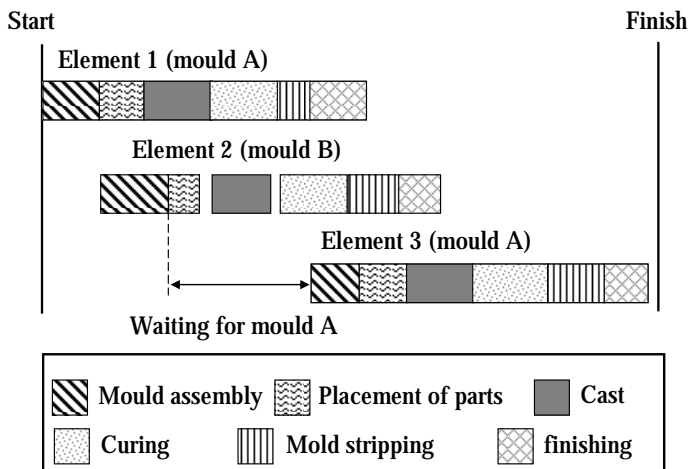 Start
Finish
Element 1 (mould A)
Element 2 (mould B)
Element 3 (mould A)
Waiting for mould A
Mould assembly
Placement of parts
Cast
Curing
Mold stripping
finishing